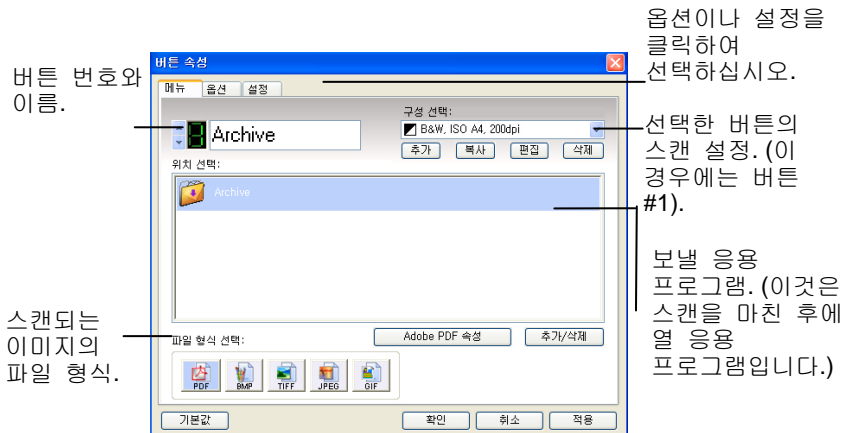 옵션이나 설정을
클릭하여
선택하십시오.
버튼 번호와
이름.
버튼 속성
메뉴
옵션
설정
Archive
구성 선택:
B&W, ISO A4, 200dpi
추가
복사
편집
삭제
위치 선택:
Archive
선택한 버튼의
스캔 설정. (이
경우에는 버튼
#1).
보낼 응용
프로그램. (이것은
스캔을 마친 후에
열 응용
프로그램입니다.)
스캔되는
이미지의
파일 형식.
파일 형식 선택:
Adobe PDF 속성
추가/삭제
PDF
BMP
TIFF
JPEG
GIF
기본값
확인
취소
적용